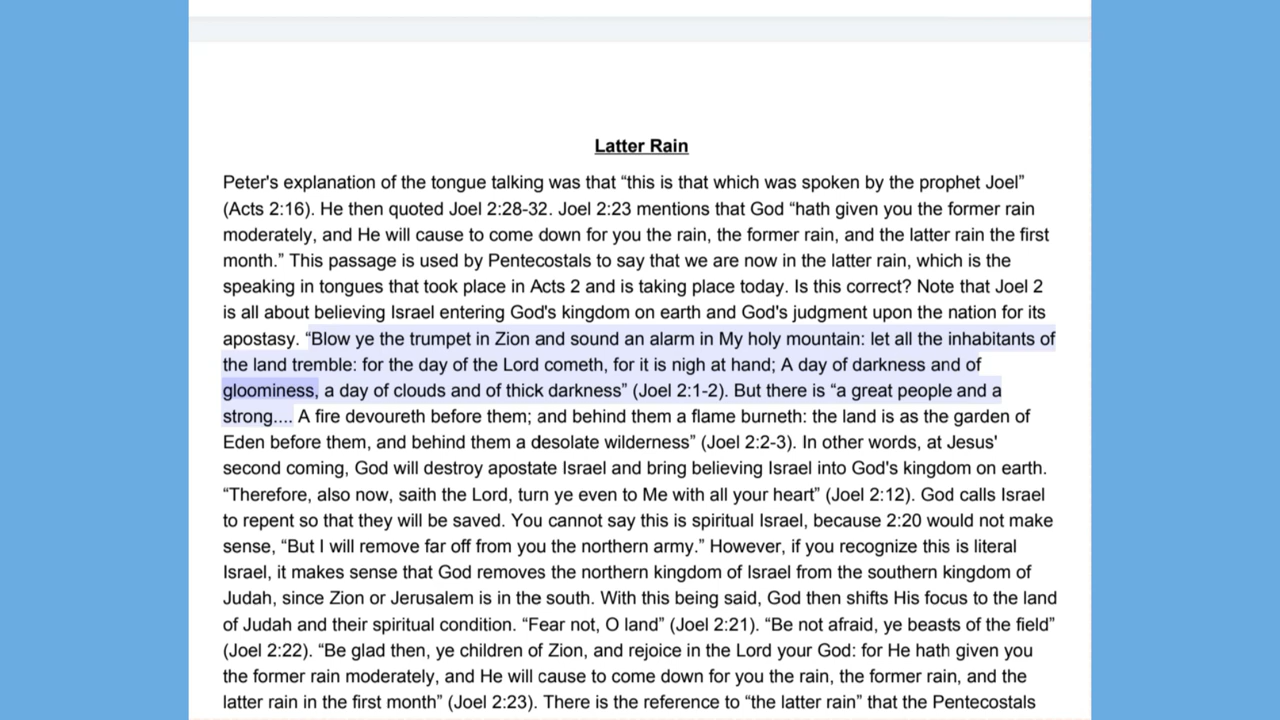 Latter Rain
Peter's explanation of the tongue talking was that “this is that which was spoken by the prophet Joel”
(Acts 2:16). He then quoted Joel 2:28-32. Joel 2:23 mentions that God “hath given you the former rain
moderately, and He will cause to come down for you the rain, the former rain, and the latter rain the first
month.” This passage is used by Pentecostals to say that we are now in the latter rain, which is the
speaking in tongues that took place in Acts 2 and is taking place today. Is this correct? Note that Joel 2
is all about believing Israel entering God's kingdom on earth and God's judgment upon the nation for its
apostasy. “Blow ye the trumpet in Zion and sound an alarm in My holy mountain: let all the inhabitants of
the land tremble: for the day of the Lord cometh, for it is nigh at hand; A day of darkness and of
gloominess, a day of clouds and of thick darkness” (Joel 2:1-2). But there is “a great people and a
strong.... A fire devoureth before them; and behind them a flame burneth: the land is as the garden of
Eden before them, and behind them a desolate wilderness” (Joel 2:2-3). In other words, at Jesus'
second coming, God will destroy apostate Israel and bring believing Israel into God's kingdom on earth.
“Therefore, also now, saith the Lord, turn ye even to Me with all your heart” (Joel 2:12). God calls Israel
to repent so that they will be saved. You cannot say this is spiritual Israel, because 2:20 would not make
sense, “But I will remove far off from you the northern army.” However, if you recognize this is literal
Israel, it makes sense that God removes the northern kingdom of Israel from the southern kingdom of
Judah, since Zion or Jerusalem is in the south. With this being said, God then shifts His focus to the land
of Judah and their spiritual condition. “Fear not, O land” (Joel 2:21). “Be not afraid, ye beasts of the field”
(Joel 2:22). “Be glad then, ye children of Zion, and rejoice in the Lord your God: for He hath given you
the former rain moderately, and He will cause to come down for you the rain, the former rain, and the
latter rain in the first month” (Joel 2:23). There is the reference to “the latter rain” that the Pentecostals